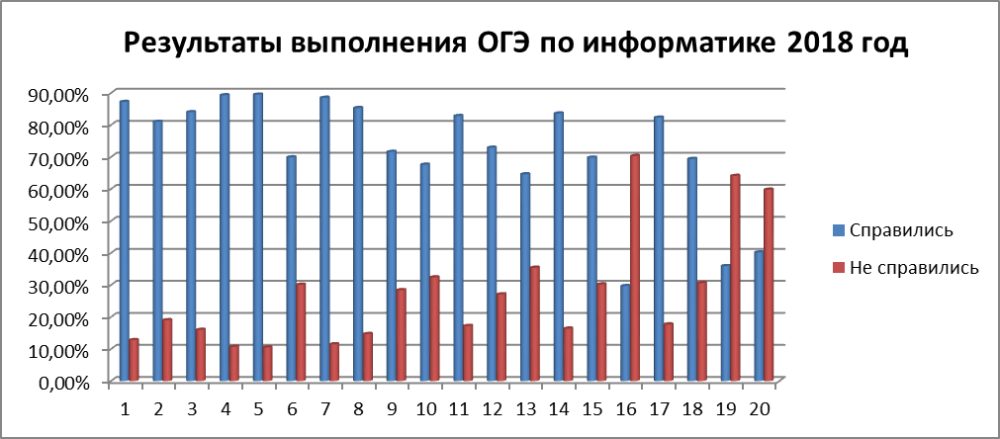 Результаты выполнения ОГЭ по информатике 2018 год
90,00%
80,00%
70,00%
60,00%
50,00%
40,00%
30,00%
20,00%
10,00%
0,00%
1 2 3 4 5 6 7 8 9 10 11 12 13 14 15 16 17 18 19 20
Справились
Не справились